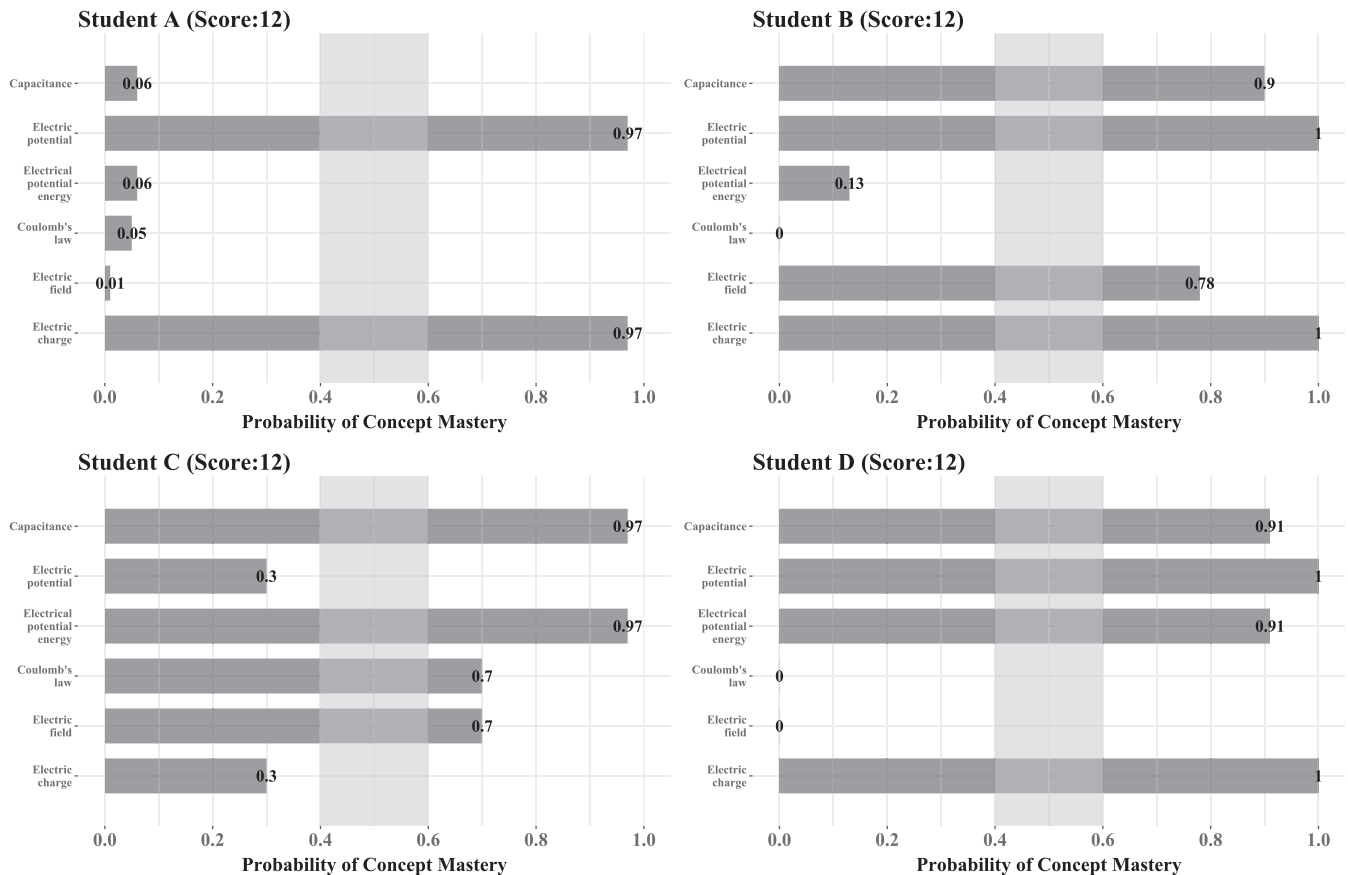 Student A (Score:12)
Capacitance
0.06
Electric
potential
0.97
Electrical
potential
energy
0.06
Coulomb's
law
0.05
Electric
field
0.01
Electric
charge
0.97
0.0 0.2 0.4 0.6 0.8 1.0
Probability of Concept Mastery
Student B (Score:12)
Capacitance
0.9
Electric
potential
1
Electrical
potential
energy
0.13
Coulomb's
law
0
Electric
field
0.78
Electric
charge
1
0.0 0.2 0.4 0.6 0.8 1.0
Probability of Concept Mastery
Student C (Score:12)
Capacitance
0.97
Electric
potential
0.3
Electrical
potential
energy
0.97
Coulomb's
law
0.7
Electric
field
0.7
Electric
charge
0.3
0.0 0.2 0.4 0.6 0.8 1.0
Probability of Concept Mastery
Student D (Score:12)
Capacitance
0.91
Electric
potential
1
Electrical
potential
energy
0.91
Coulomb's
law
0
Electric
field
0
Electric
charge
1
0.0 0.2 0.4 0.6 0.8 1.0
Probability of Concept Mastery